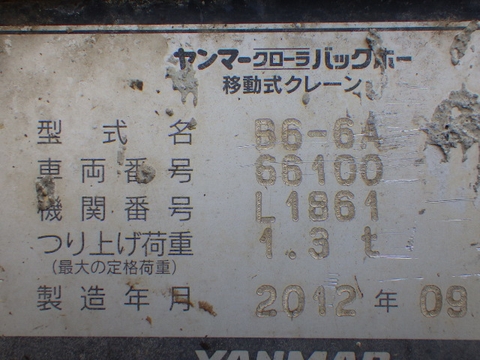 ヤンマークローラバックホー
移動式クレーン
型式名 B6-6A
車両番号 66100
機関番号 L1861
つり上げ荷重 1.3 t
(最大の定格荷重)
製造年月 2012 年 09
YANMAR